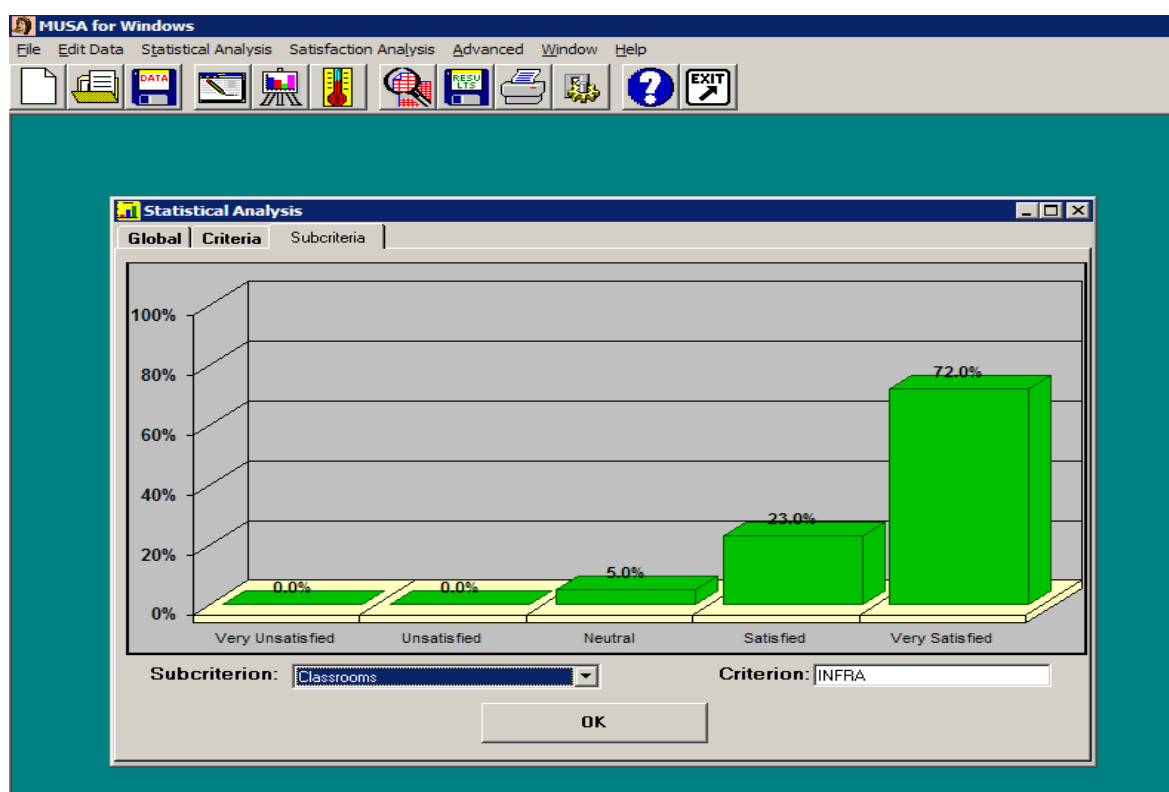 MUSA for Windows
File Edit Data Statistical Analysis Satisfaction Analysis Advanced Window Help
DATA RESU LTS ? EXIT
Statistical Analysis
Global Criteria Subcriteria
100%
80%
60%
40%
20%
0%
72.0%
23.0%
5.0%
0.0% 0.0%
Very Unsatisfied Unsatisfied Neutral Satisfied Very Satisfied
Subcriterion: Classrooms Criterion: INFRA
OK